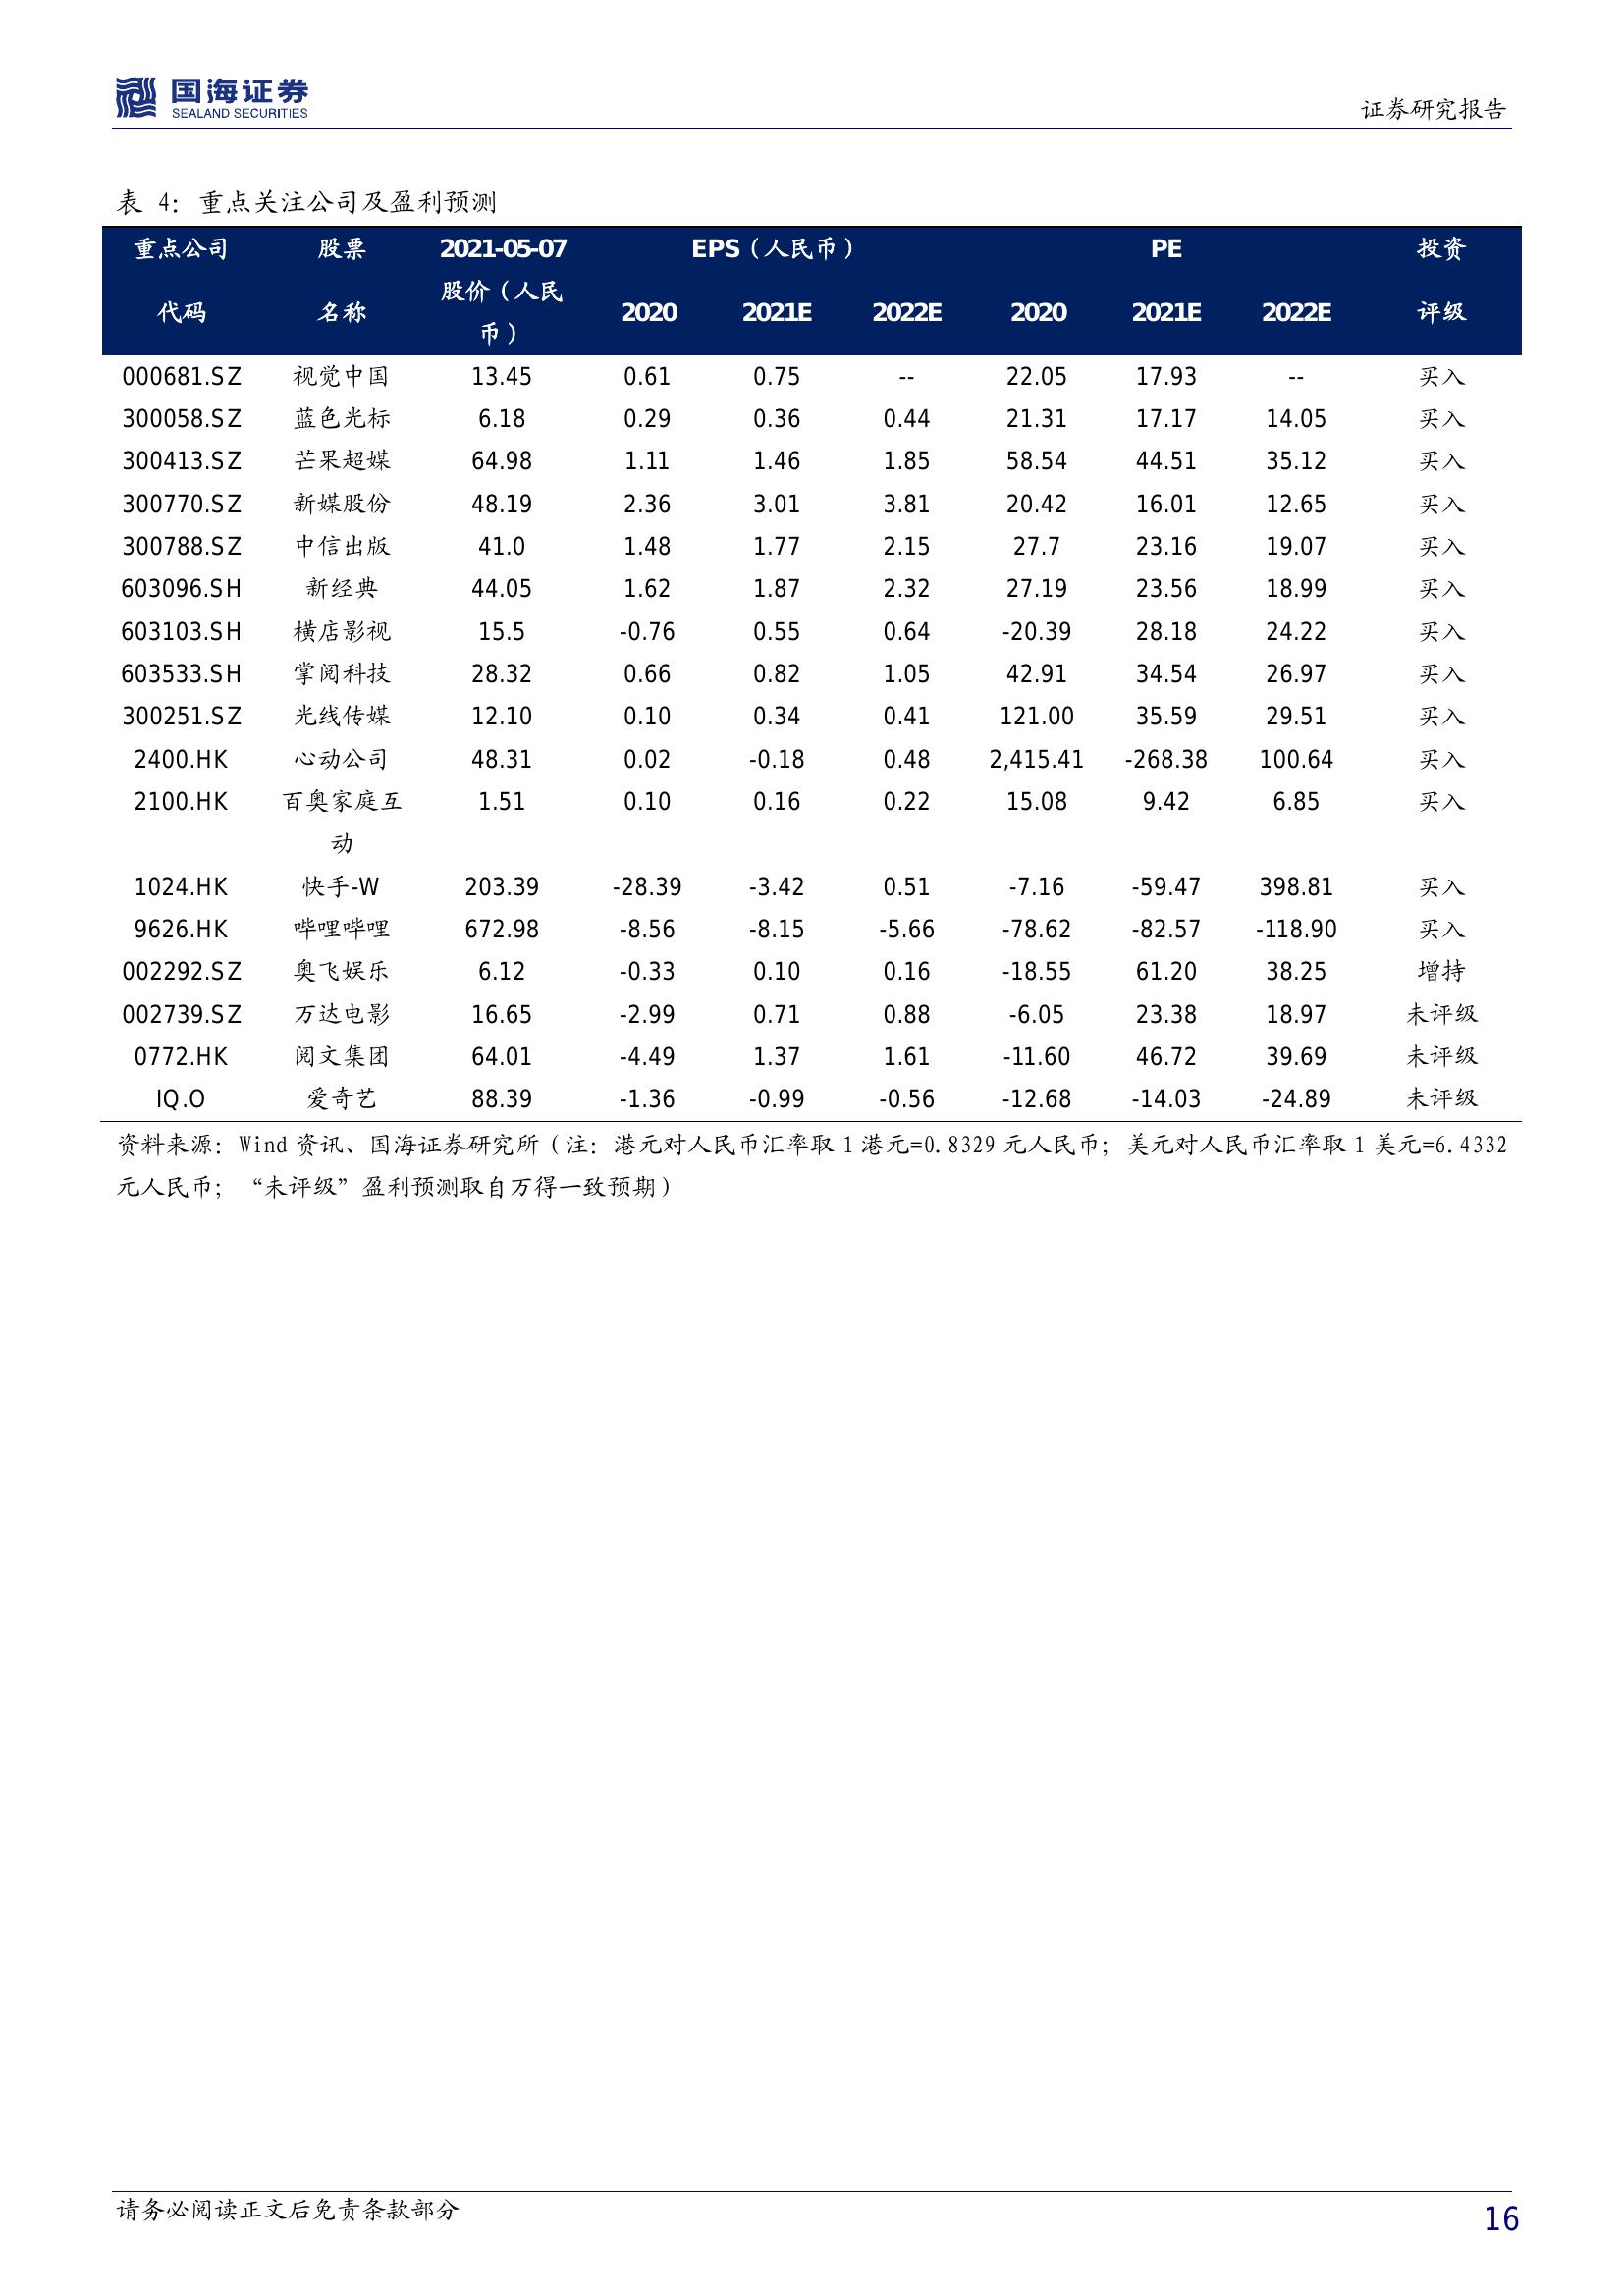 国海证券
SEALAND SECURITIES
证券研究报告
表 4：重点关注公司及盈利预测
重点公司 股票 2021-05-07 EPS（人民币） PE 投资
代码 名称 股价（人民币） 2020 2021E 2022E 2020 2021E 2022E 评级
000681.SZ 视觉中国 13.45 0.61 0.75 -- 22.05 17.93 -- 买入
300058.SZ 蓝色光标 6.18 0.29 0.36 0.44 21.31 17.17 14.05 买入
300413.SZ 芒果超媒 64.98 1.11 1.46 1.85 58.54 44.51 35.12 买入
300770.SZ 新媒股份 48.19 2.36 3.01 3.81 20.42 16.01 12.65 买入
300788.SZ 中信出版 41.0 1.48 1.77 2.15 27.7 23.16 19.07 买入
603096.SH 新经典 44.05 1.62 1.87 2.32 27.19 23.56 18.99 买入
603103.SH 横店影视 15.5 -0.76 0.55 0.64 -20.39 28.18 24.22 买入
603533.SH 掌阅科技 28.32 0.66 0.82 1.05 42.91 34.54 26.97 买入
300251.SZ 光线传媒 12.10 0.10 0.34 0.41 121.00 35.59 29.51 买入
2400.HK 心动公司 48.31 0.02 -0.18 0.48 2,415.41 -268.38 100.64 买入
2100.HK 百奥家庭互 1.51 0.10 0.16 0.22 15.08 9.42 6.85 买入
动
1024.HK 快手-W 203.39 -28.39 -3.42 0.51 -7.16 -59.47 398.81 买入
9626.HK 哔哩哔哩 672.98 -8.56 -8.15 -5.66 -78.62 -82.57 -118.90 买入
002292.SZ 奥飞娱乐 6.12 -0.33 0.10 0.16 -18.55 61.20 38.25 增持
002739.SZ 万达电影 16.65 -2.99 0.71 0.88 -6.05 23.38 18.97 未评级
0772.HK 阅文集团 64.01 -4.49 1.37 1.61 -11.60 46.72 39.69 未评级
IQ.O 爱奇艺 88.39 -1.36 -0.99 -0.56 -12.68 -14.03 -24.89 未评级
资料来源：Wind 资讯、国海证券研究所（注：港元对人民币汇率取 1 港元=0.8329 元人民币；美元对人民币汇率取 1 美元=6.4332
元人民币；“未评级”盈利预测取自万得一致预期）
请务必阅读正文后免责条款部分
16